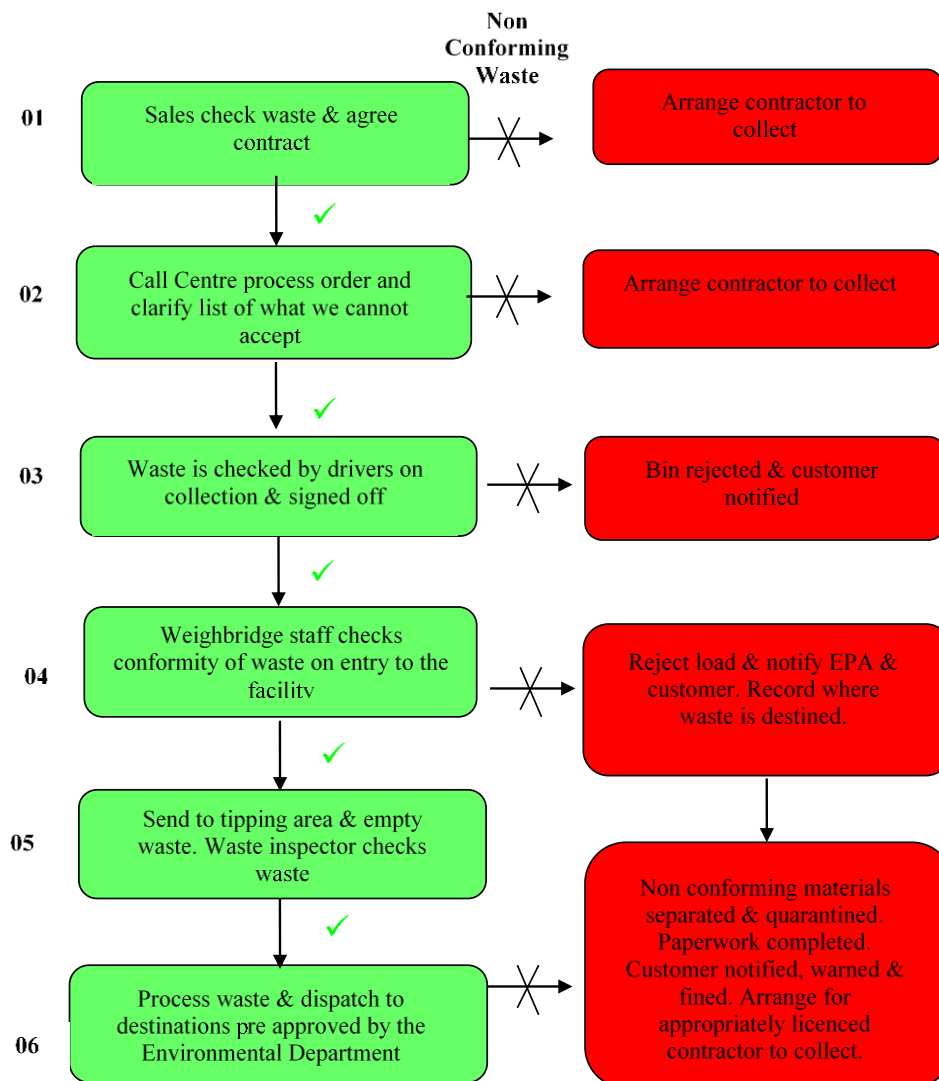 Non
Conforming
Waste
01
Sales check waste & agree
contract
Arrange contractor to
collect
02
Call Centre process order and
clarify list of what we cannot
accept
Arrange contractor to collect
03
Waste is checked by drivers on
collection & signed off
Bin rejected & customer
notified
04
Weighbridge staff checks
conformity of waste on entry to the
facility
Reject load & notify EPA &
customer. Record where
waste is destined.
05
Send to tipping area & empty
waste. Waste inspector checks
waste
Non conforming materials
separated & quarantined.
Paperwork completed.
Customer notified, warned &
fined. Arrange for
appropriately licenced
contractor to collect.
06
Process waste & dispatch to
destinations pre approved by the
Environmental Department